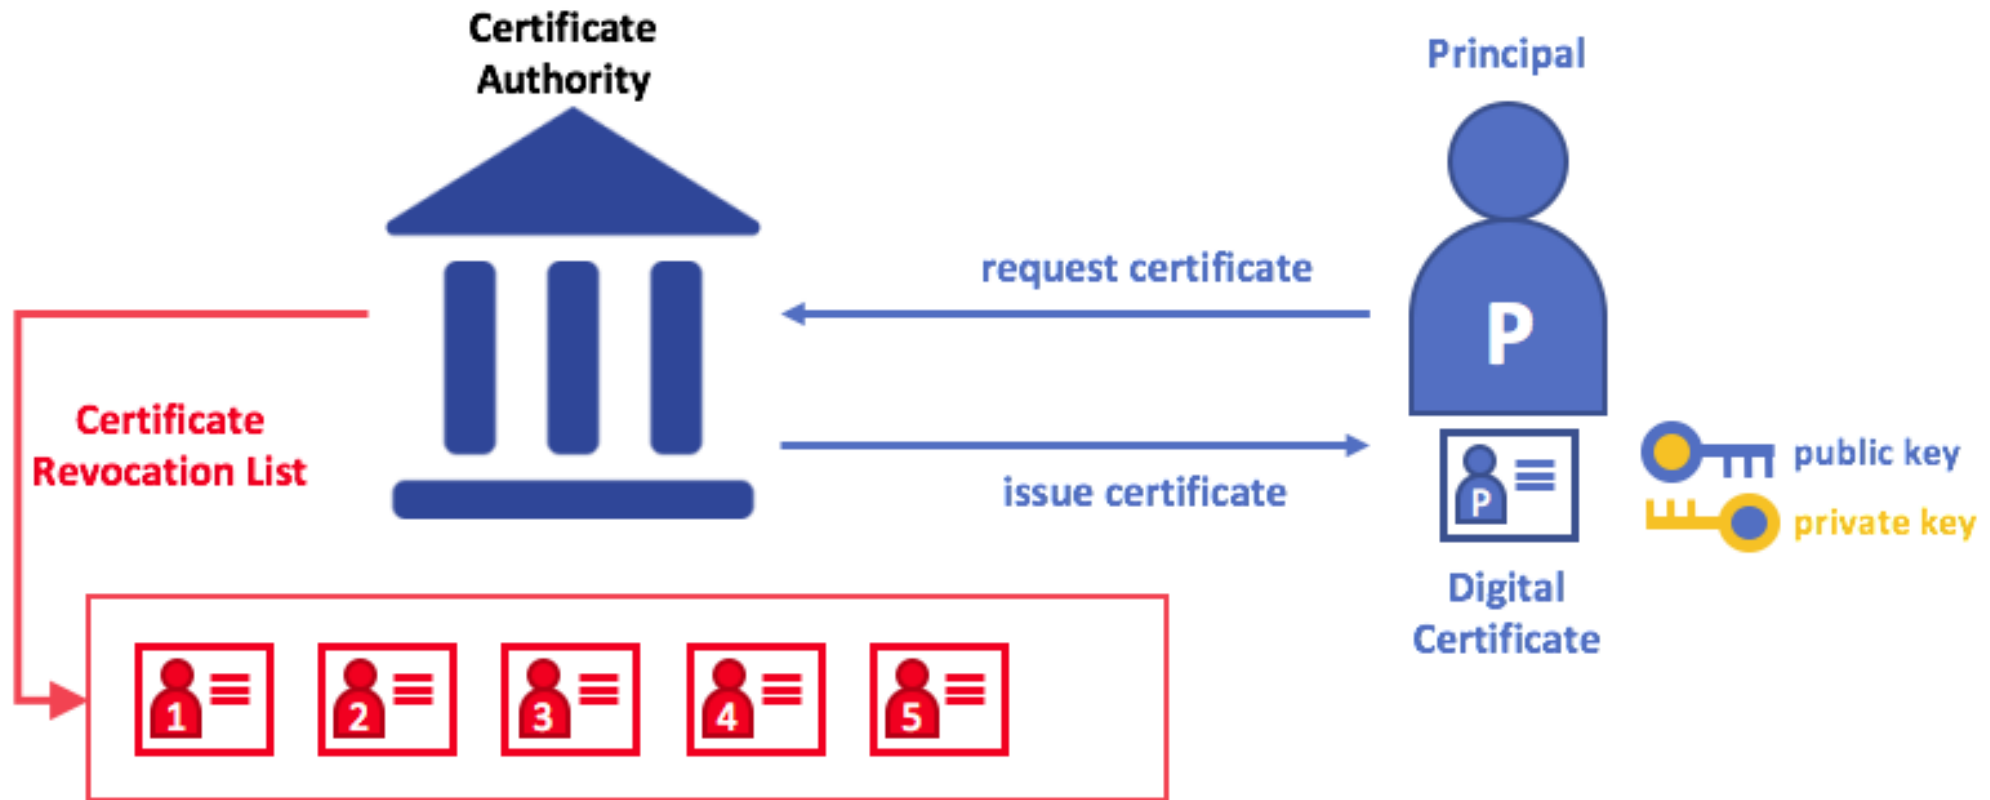 Certificate
Authority
Principal
request certificate
P
Certificate
Revocation List
issue certificate
P
public key
private key
Digital
Certificate
1
2
3
4
5